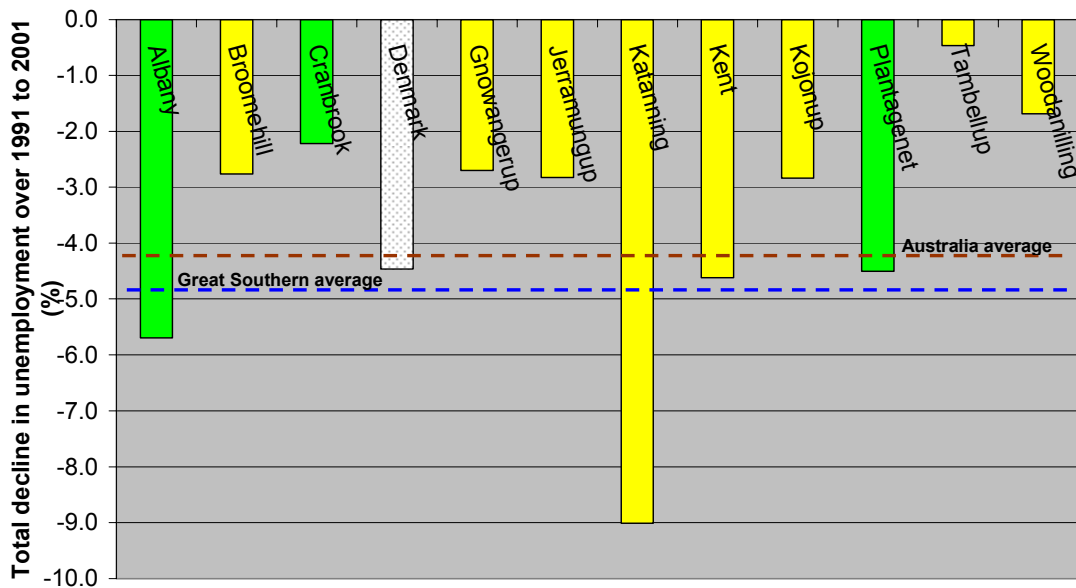 Total decline in unemployment over 1991 to 2001
(%)
0.0
-1.0
-2.0
-3.0
-4.0
-5.0
-6.0
-7.0
-8.0
-9.0
-10.0
Albany
Broomehill
Cranbrook
Denmark
Gnowangerup
Jerramungup
Katanning
Kent
Kojonup
Plantagenet
Tambellup
Woodanilling
Australia average
Great Southern average